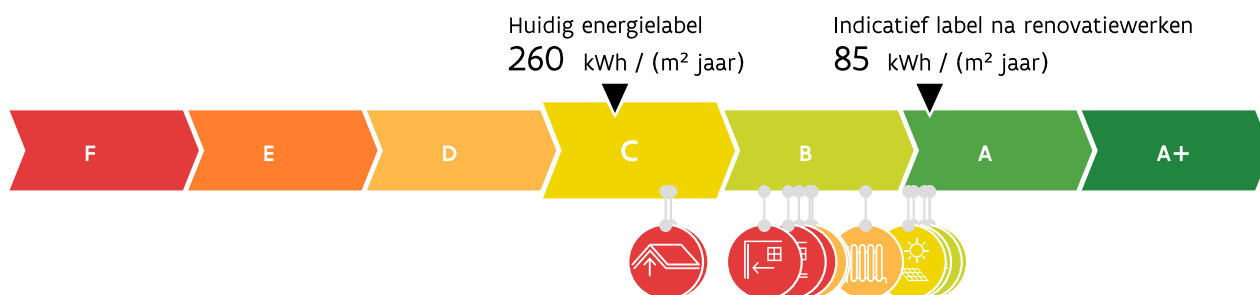 Huidig energielabel
260 kWh / (m² jaar)
Indicatief label na renovatiewerken
85 kWh / (m² jaar)
F E D C B A A+